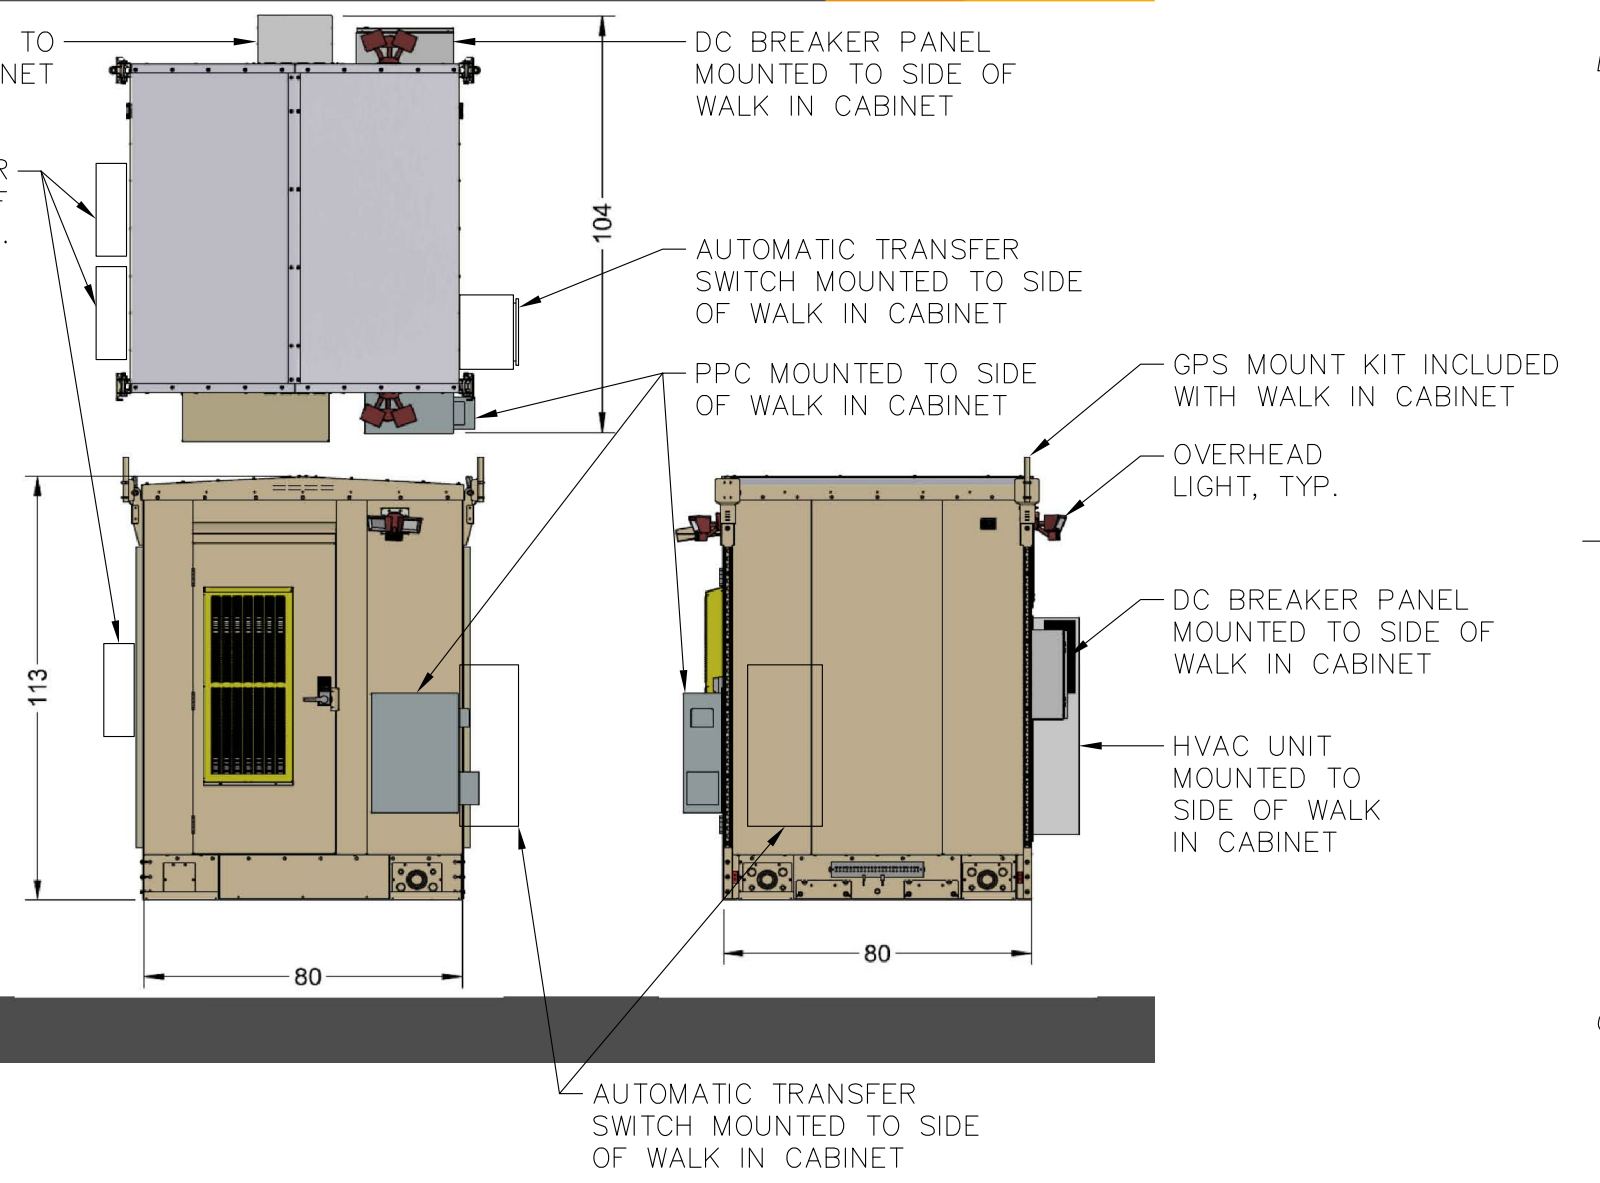 TO
NET
R
DC BREAKER PANEL
MOUNTED TO SIDE OF
WALK IN CABINET
104
AUTOMATIC TRANSFER
SWITCH MOUNTED TO SIDE
OF WALK IN CABINET
PPC MOUNTED TO SIDE
OF WALK IN CABINET
GPS MOUNT KIT INCLUDED
WITH WALK IN CABINET
OVERHEAD
LIGHT, TYP.
113
DC BREAKER PANEL
MOUNTED TO SIDE OF
WALK IN CABINET
HVAC UNIT
MOUNTED TO
SIDE OF WALK
IN CABINET
80
80
AUTOMATIC TRANSFER
SWITCH MOUNTED TO SIDE
OF WALK IN CABINET